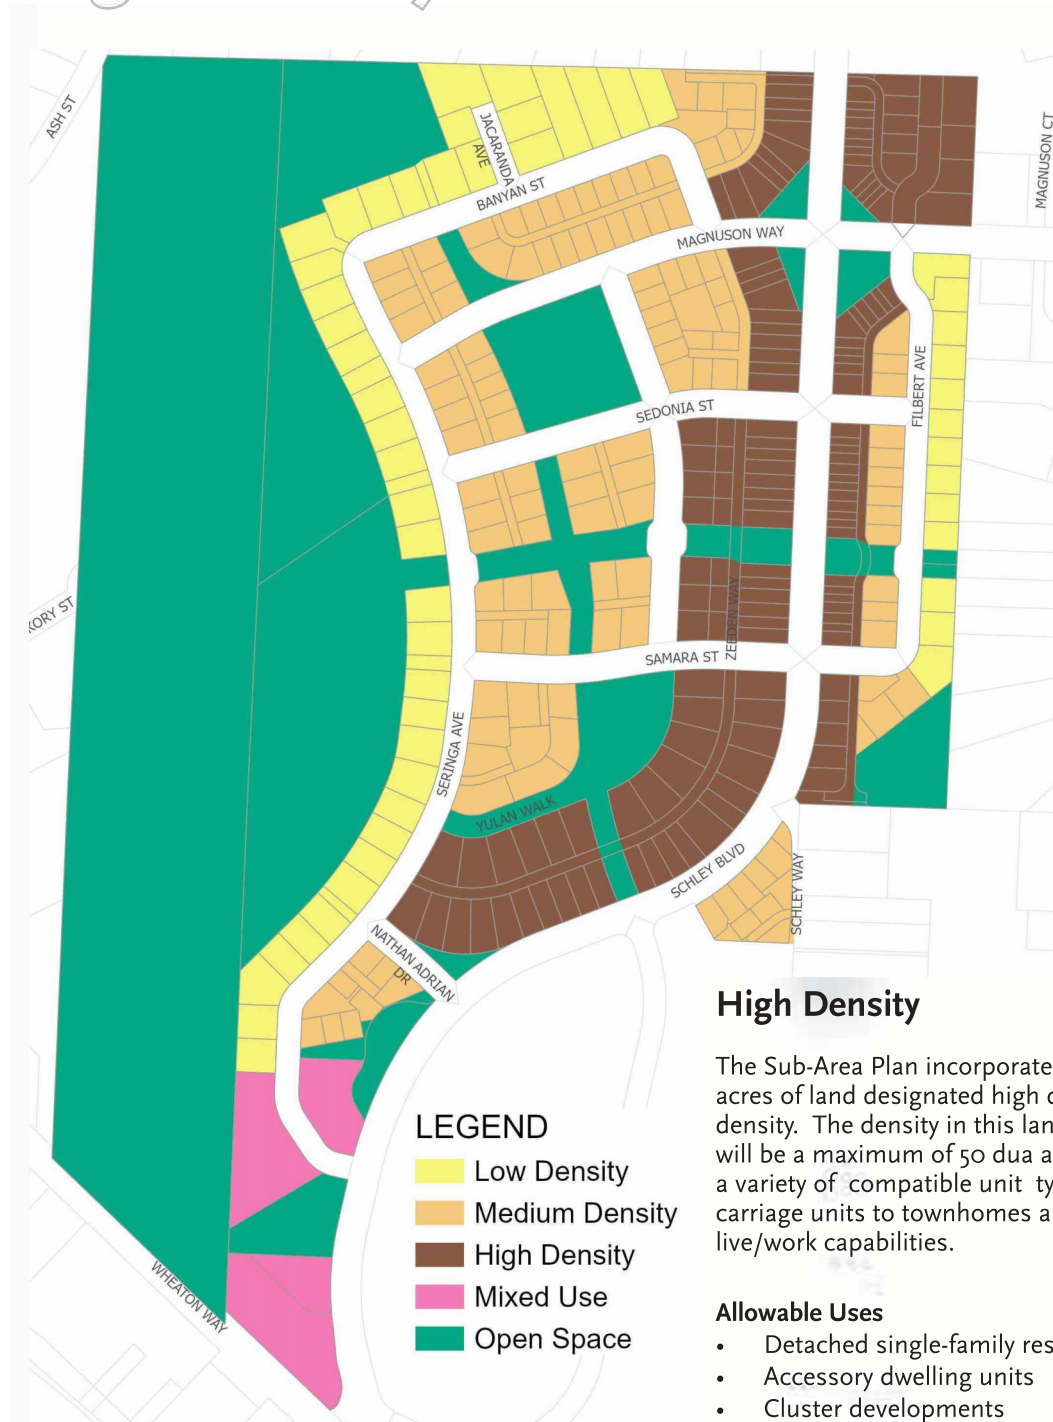 ASH ST
JACARANDA
AVE
BANYAN ST
MAGNUSON WAY
MAGNUSON CT
SEDONIA ST
FILBERT AVE
KORY ST
ZEEDEN WAY
SAMARA ST
SERINGA AVE
YULAN WALK
SCHLEY BLVD
SCHLEY WAY
NATHAN ADRIAN
DR
WHEATON WAY
LEGEND
Low Density
Medium Density
High Density
Mixed Use
Open Space
High Density
The Sub-Area Plan incorporate
acres of land designated high
density. The density in this lan
will be a maximum of 50 dua a
a variety of compatible unit ty
carriage units to townhomes a
live/work capabilities.
Allowable Uses
• Detached single-family res
• Accessory dwelling units
• Cluster developments